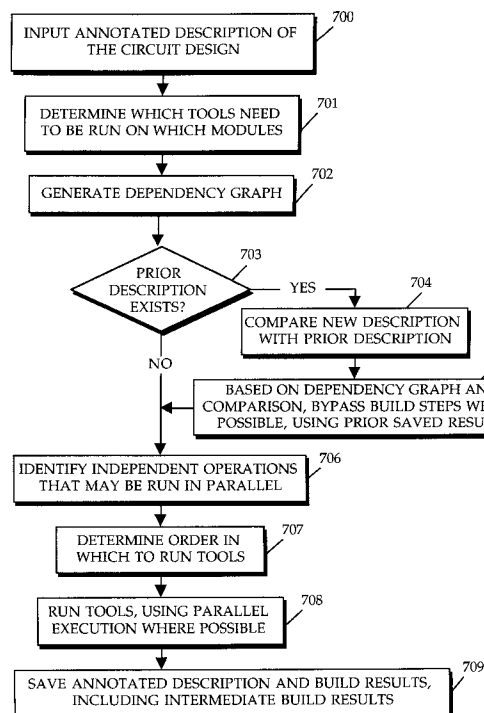 700
INPUT ANNOTATED DESCRIPTION OF
THE CIRCUIT DESIGN
701
DETERMINE WHICH TOOLS NEED
TO BE RUN ON WHICH MODULES
702
GENERATE DEPENDENCY GRAPH
703
PRIOR
DESCRIPTION
EXISTS?
YES
704
COMPARE NEW DESCRIPTION
WITH PRIOR DESCRIPTION
NO
BASED ON DEPENDENCY GRAPH
COMPARISON, BYPASS BUILD STEPS
POSSIBLE, USING PRIOR SAVED
706
IDENTIFY INDEPENDENT OPERATIONS
THAT MAY BE RUN IN PARALLEL
707
DETERMINE ORDER IN
WHICH TO RUN TOOLS
708
RUN TOOLS, USING PARALLEL
EXECUTION WHERE POSSIBLE
709
SAVE ANNOTATED DESCRIPTION AND BUILD RESULTS,
INCLUDING INTERMEDIATE BUILD RESULTS